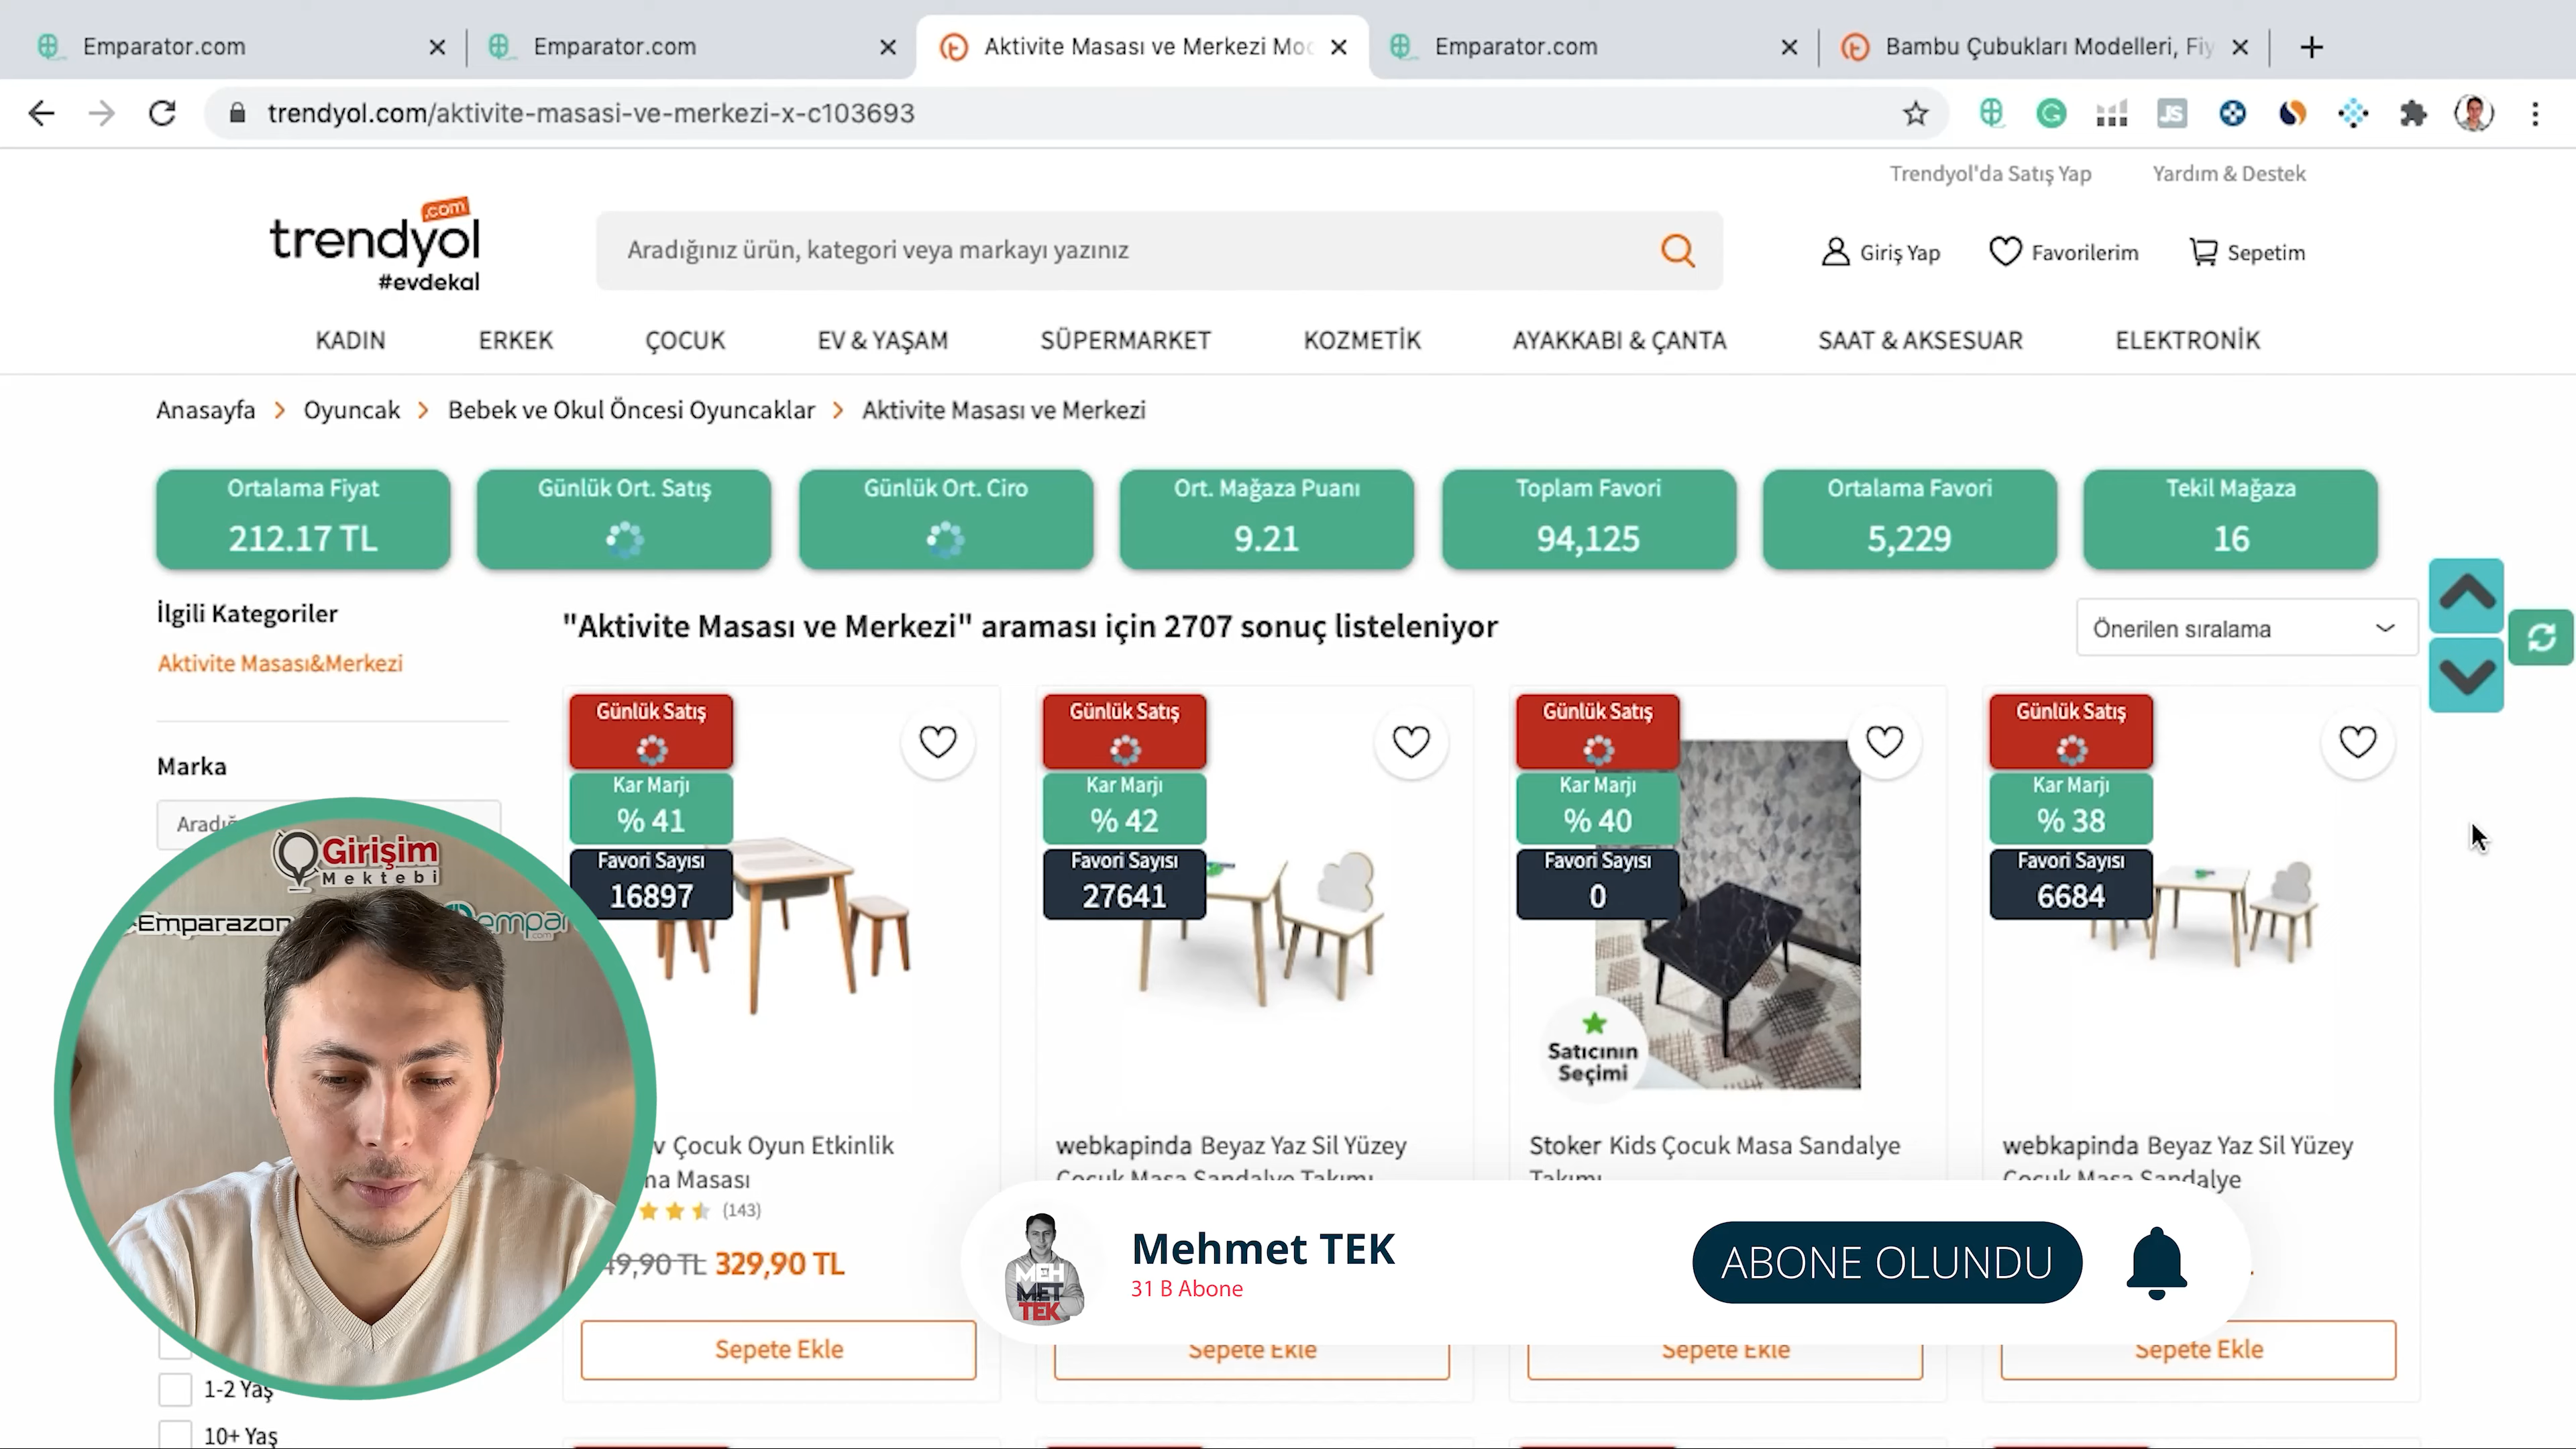 Emparator.com
Emparator.com
Aktivite Masası ve Merkezi Mod
Emparator.com
Bambu Çubukları Modelleri, Fiy
trendyol.com/aktivite-masasi-ve-merkezi-x-c103693
Trendyol'da Satış Yap
Yardım & Destek
.com
trendyol
#evdekal
Aradığınız ürün, kategori veya markayı yazınız
Giriş Yap
Favorilerim
Sepetim
KADIN
ERKEK
ÇOCUK
EV & YAŞAM
SÜPERMARKET
KOZMETİK
AYAKKABI & ÇANTA
SAAT & AKSESUAR
ELEKTRONİK
Anasayfa > Oyuncak > Bebek ve Okul Öncesi Oyuncaklar > Aktivite Masası ve Merkezi
Ortalama Fiyat
212.17 TL
Günlük Ort. Satış
Günlük Ort. Ciro
Ort. Mağaza Puanı
9.21
Toplam Favori
94,125
Ortalama Favori
5,229
Tekil Mağaza
16
İlgili Kategoriler
Aktivite Masası&Merkezi
Marka
"Aktivite Masası ve Merkezi" araması için 2707 sonuç listeleniyor
Önerilen sıralama
Günlük Satış
Kar Marjı
% 41
Favori Sayısı
16897
Günlük Satış
Kar Marjı
% 42
Favori Sayısı
27641
Günlük Satış
Kar Marjı
% 40
Favori Sayısı
0
Günlük Satış
Kar Marjı
% 38
Favori Sayısı
6684
Girişim
Mektebi
Emparazon
Satıcının
Seçimi
Çocuk Oyun Etkinlik
Masası
(143)
329,90 TL
Sepete Ekle
webkapinda Beyaz Yaz Sil Yüzey
Çocuk Masa Sandalye Takımı
Sepete Ekle
Stoker Kids Çocuk Masa Sandalye
Takımı
Sepete Ekle
webkapinda Beyaz Yaz Sil Yüzey
Çocuk Masa Sandalye
Sepete Ekle
MEH
MET
TEK
Mehmet TEK
31 B Abone
ABONE OLUNDU
1-2 Yaş
10+ Yaş